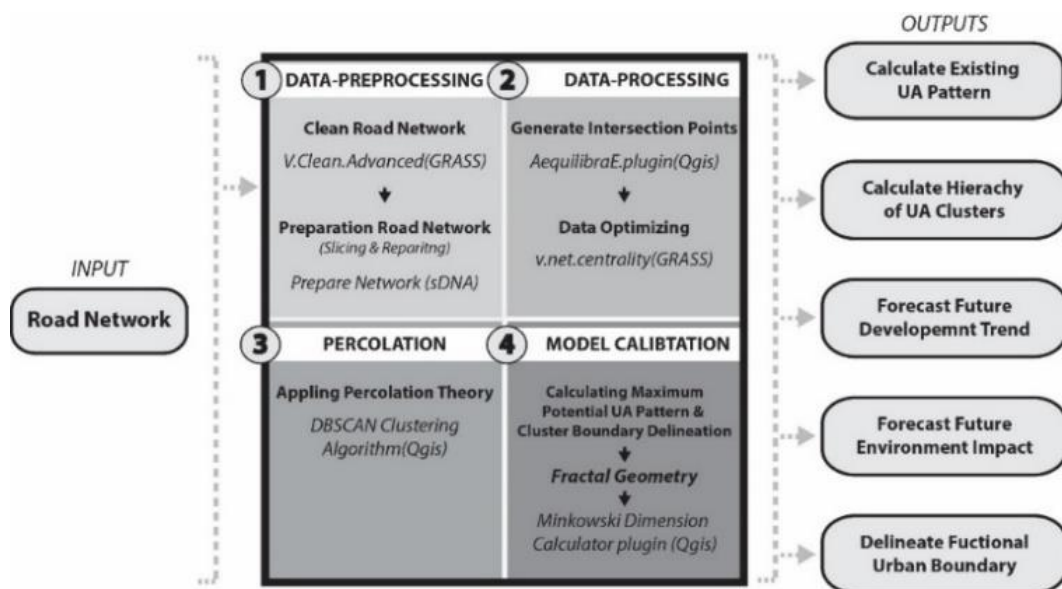 INPUT
Road Network
1
DATA-PREPROCESSING
Clean Road Network
V.Clean.Advanced(GRASS)
Preparation Road Network
(Slicing & Reparitng)
Prepare Network (sDNA)
2
DATA-PROCESSING
Generate Intersection Points
AequilibraE.plugin(Qgis)
Data Optimizing
v.net.centrality(GRASS)
3
PERCOLATION
Appling Percolation Theory
DBSCAN Clustering
Algorithm(Qgis)
4
MODEL CALIBTATION
Calculating Maximum
Potential UA Pattern &
Cluster Boundary Delineation
Fractal Geometry
Minkowski Dimension
Calculator plugin (Qgis)
OUTPUTS
Calculate Existing
UA Pattern
Calculate Hierachy
of UA Clusters
Forecast Future
Developemnt Trend
Forecast Future
Environment Impact
Delineate Fuctional
Urban Boundary